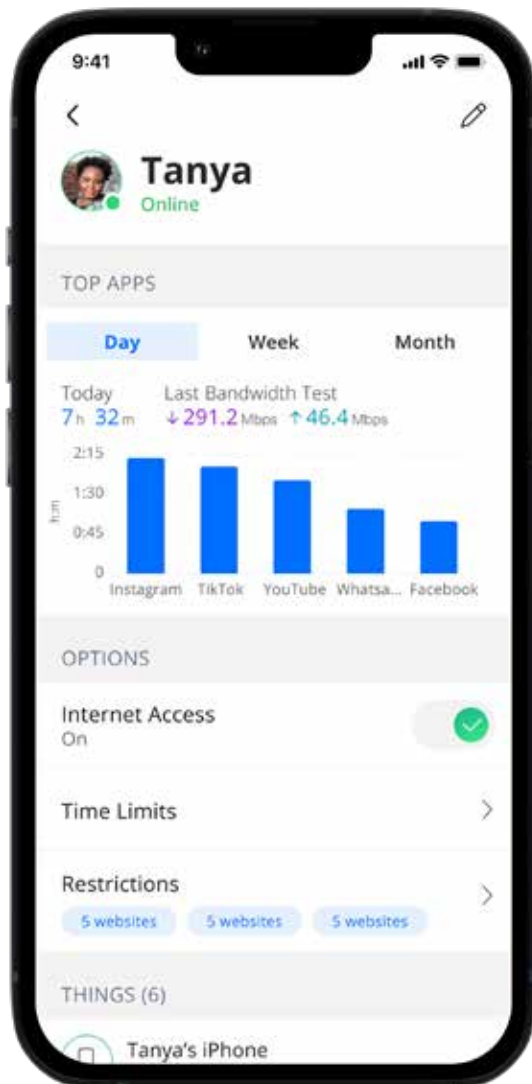 9:41
Tanya
Online
TOP APPS
Day Week Month
Today Last Bandwidth Test
7h 32m ↓291.2 Mbps ↑46.4 Mbps
2:15
1:30
h:m
0:45
0
Instagram TikTok YouTube Whatsa... Facebook
OPTIONS
Internet Access
On
Time Limits
Restrictions
5 websites 5 websites 5 websites
THINGS (6)
Tanya's iPhone